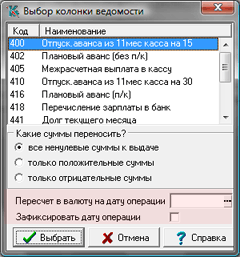 Выбор колонки ведомости
Код Наименование
400 Отпуск.аванса из 11мес касса на 15
402 Плановый аванс (без п/к)
405 Межрасчетная выплата в кассу
410 Отпуск.аванса из 11мес касса на 30
416 Плановый аванс (п/к)
418 Перечисление зарплаты в банк
441 Долг текущего месяца
Какие суммы переносить?
все ненулевые суммы к выдаче
только положительные суммы
только отрицательные суммы
Пересчет в валюту на дату операции ...
Зафиксировать дату операции
Выбрать Отмена ? Справка